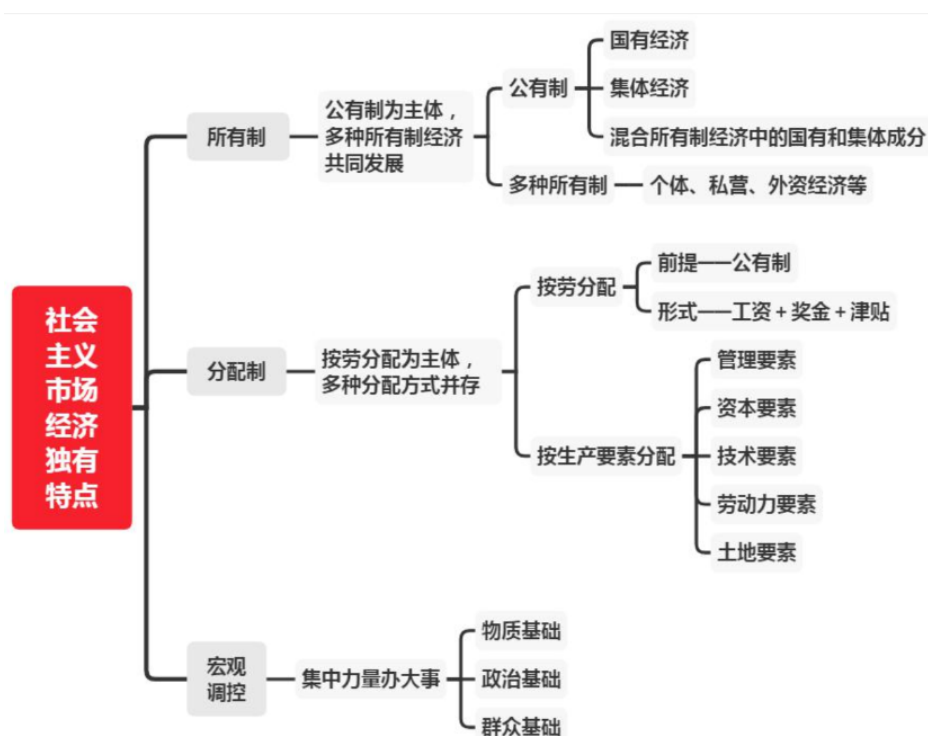 社会
主义
市场
经济
独有
特点
所有制
公有制为主体，
多种所有制经济
共同发展
公有制
国有经济
集体经济
混合所有制经济中的国有和集体成分
多种所有制
个体、私营、外资经济等
分配制
按劳分配为主体，
多种分配方式并存
按劳分配
前提——公有制
形式——工资+奖金+津贴
按生产要素分配
管理要素
资本要素
技术要素
劳动力要素
土地要素
宏观
调控
集中力量办大事
物质基础
政治基础
群众基础